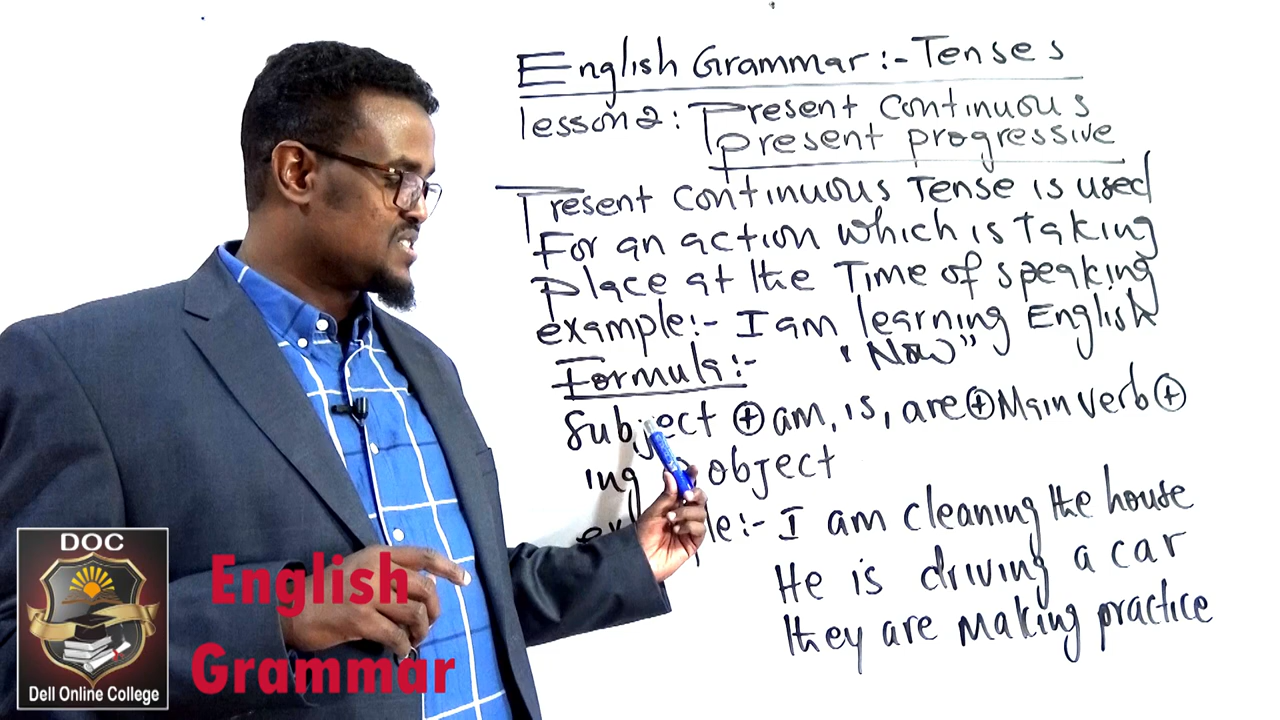 English Grammar :- Tenses
lesson 2: Present Continuous
present progressive
Present continuous Tense is used
For an action which is Taking
place at the Time of speaking
example:- I am learning English
"Now"
Formula:-
Subject + am, is, are + Main verb +
ing object
le:- I am cleaning the house
He is driving a car
they are making practice
DOC
Dell Online College
English
Grammar